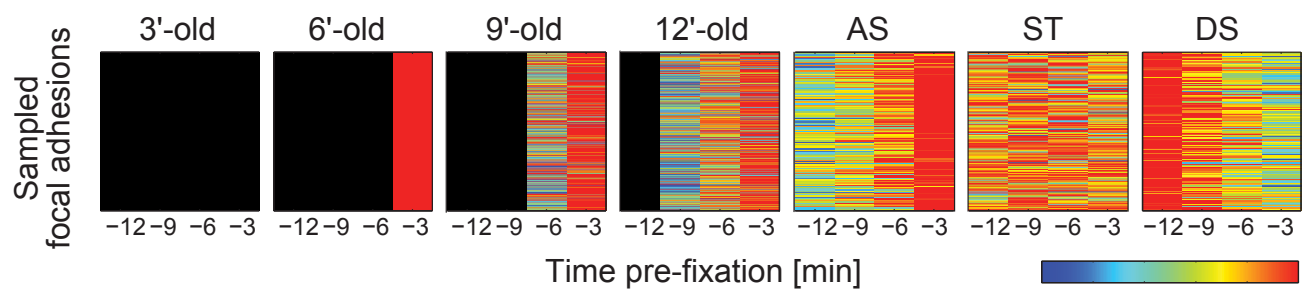 3'-old 6'-old 9'-old 12'-old AS ST DS
Sampled
focal adhesions
−12 −9 −6 −3 −12 −9 −6 −3 −12 −9 −6 −3 −12 −9 −6 −3 −12 −9 −6 −3 −12 −9 −6 −3 −12 −9 −6 −3
Time pre-fixation [min]